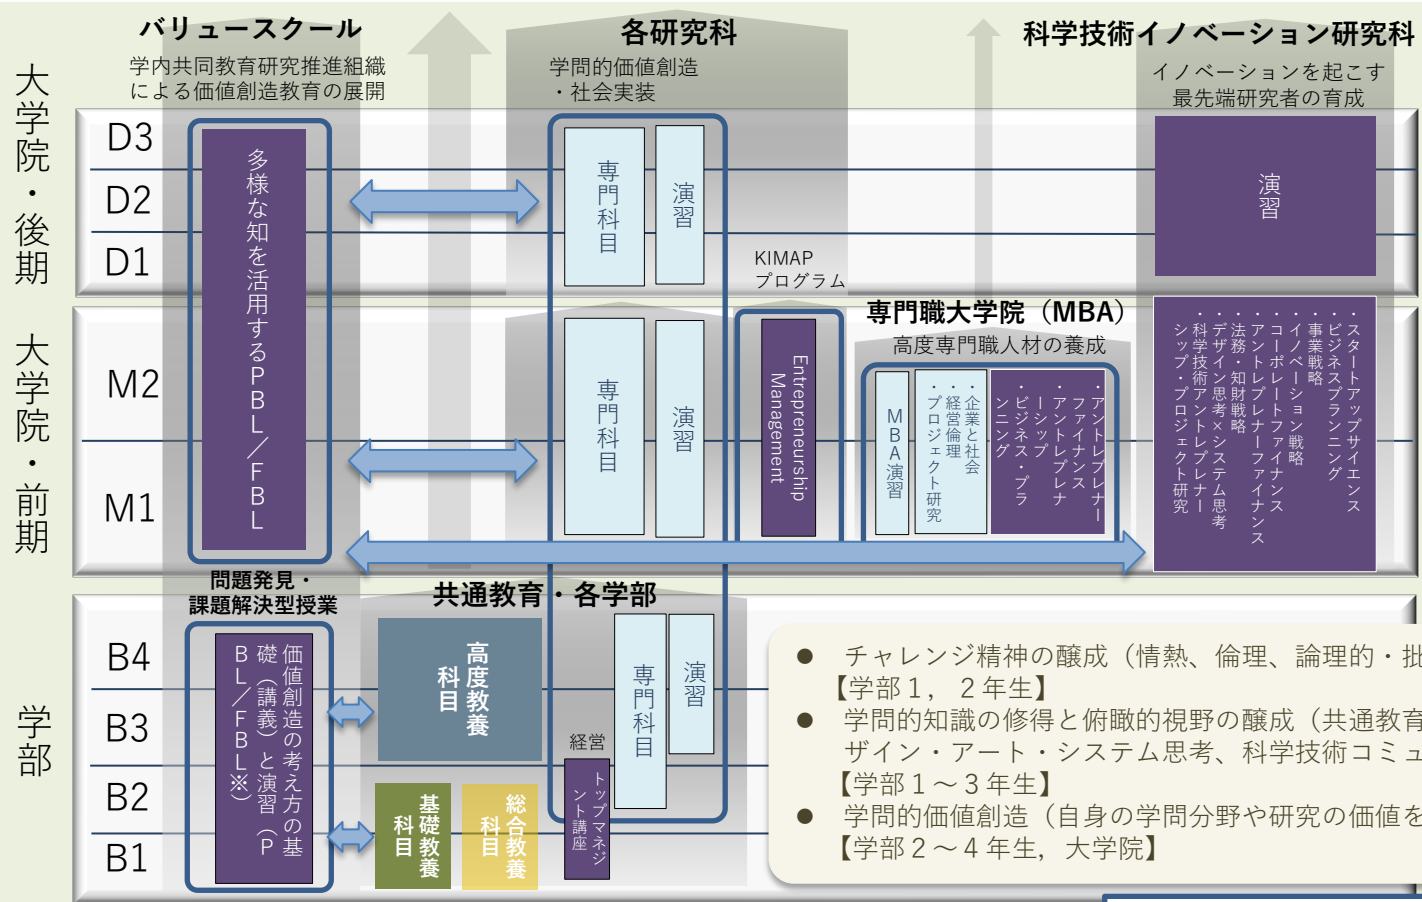 バリュースクール
学内共同教育研究推進組織
による価値創造教育の展開
各研究科
学問的価値創造
・社会実装
科学技術イノベーション研究科
イノベーションを起こす
最先端研究者の育成
大学院・後期
D3
D2
D1
多様な知を活用するPBL／FBL
専門科目
演習
演習
KIMAP
プログラム
大学院・前期
M2
M1
専門科目
演習
Entrepreneurship
Management
専門職大学院（MBA）
高度専門職人材の養成
MBA演習
・企業と社会
・経営倫理
・プロジェクト研究
・アントレプレナー
ファイナンス
・アントレプレナ
ーシップ
・ビジネス・プラ
ンニング
・スタートアップサイエンス
・ビジネスプランニング
・事業戦略
・イノベーション戦略
・コーポレートファイナンス
・アントレプレナーファイナンス
・法務・知財戦略
・デザイン思考×システム思考
・科学技術アントレプレナー
シップ・プロジェクト研究
問題発見・
課題解決型授業
共通教育・各学部
学部
B4
B3
B2
B1
価値創造の考え方の基
礎（講義）と演習（P
BL／FBL※）
高度教養
科目
基礎教養
科目
総合教養
科目
経営
トップマネジ
ント講座
専門科目
演習
● チャレンジ精神の醸成（情熱、倫理、論理的・批
【学部１，２年生】
● 学問的知識の修得と俯瞰的視野の醸成（共通教育
ザイン・アート・システム思考、科学技術コミュ
【学部１～３年生】
● 学問的価値創造（自身の学問分野や研究の価値を
【学部２～４年生，大学院】